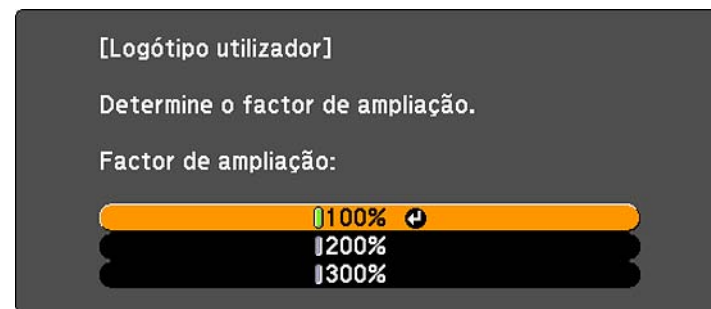 [Logótipo utilizador]
Determine o factor de ampliação.
Factor de ampliação:
100%
200%
300%